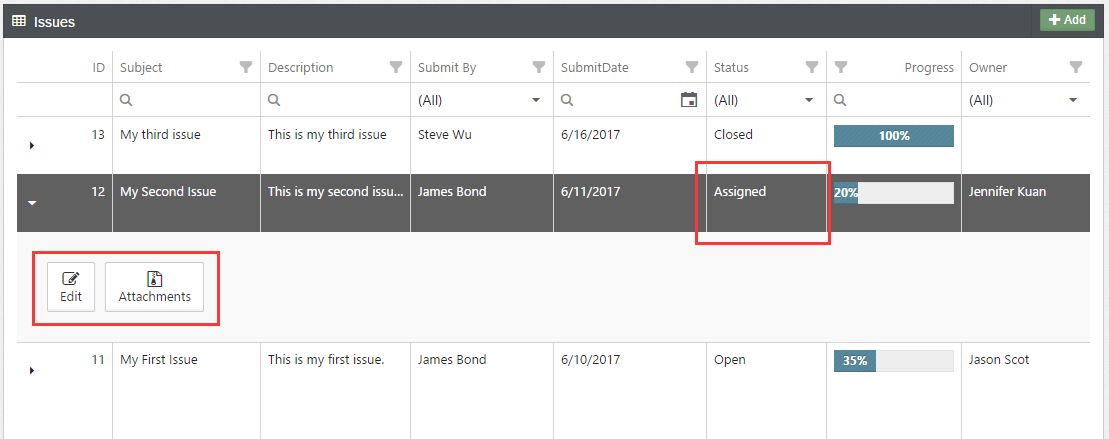 Issues
Add
ID Subject Description Submit By SubmitDate Status Progress Owner
(All) (All) (All)
13 My third issue This is my third issue Steve Wu 6/16/2017 Closed 100%
12 My Second Issue This is my second issu... James Bond 6/11/2017 Assigned 20% Jennifer Kuan
Edit Attachments
11 My First Issue This is my first issue. James Bond 6/10/2017 Open 35% Jason Scot